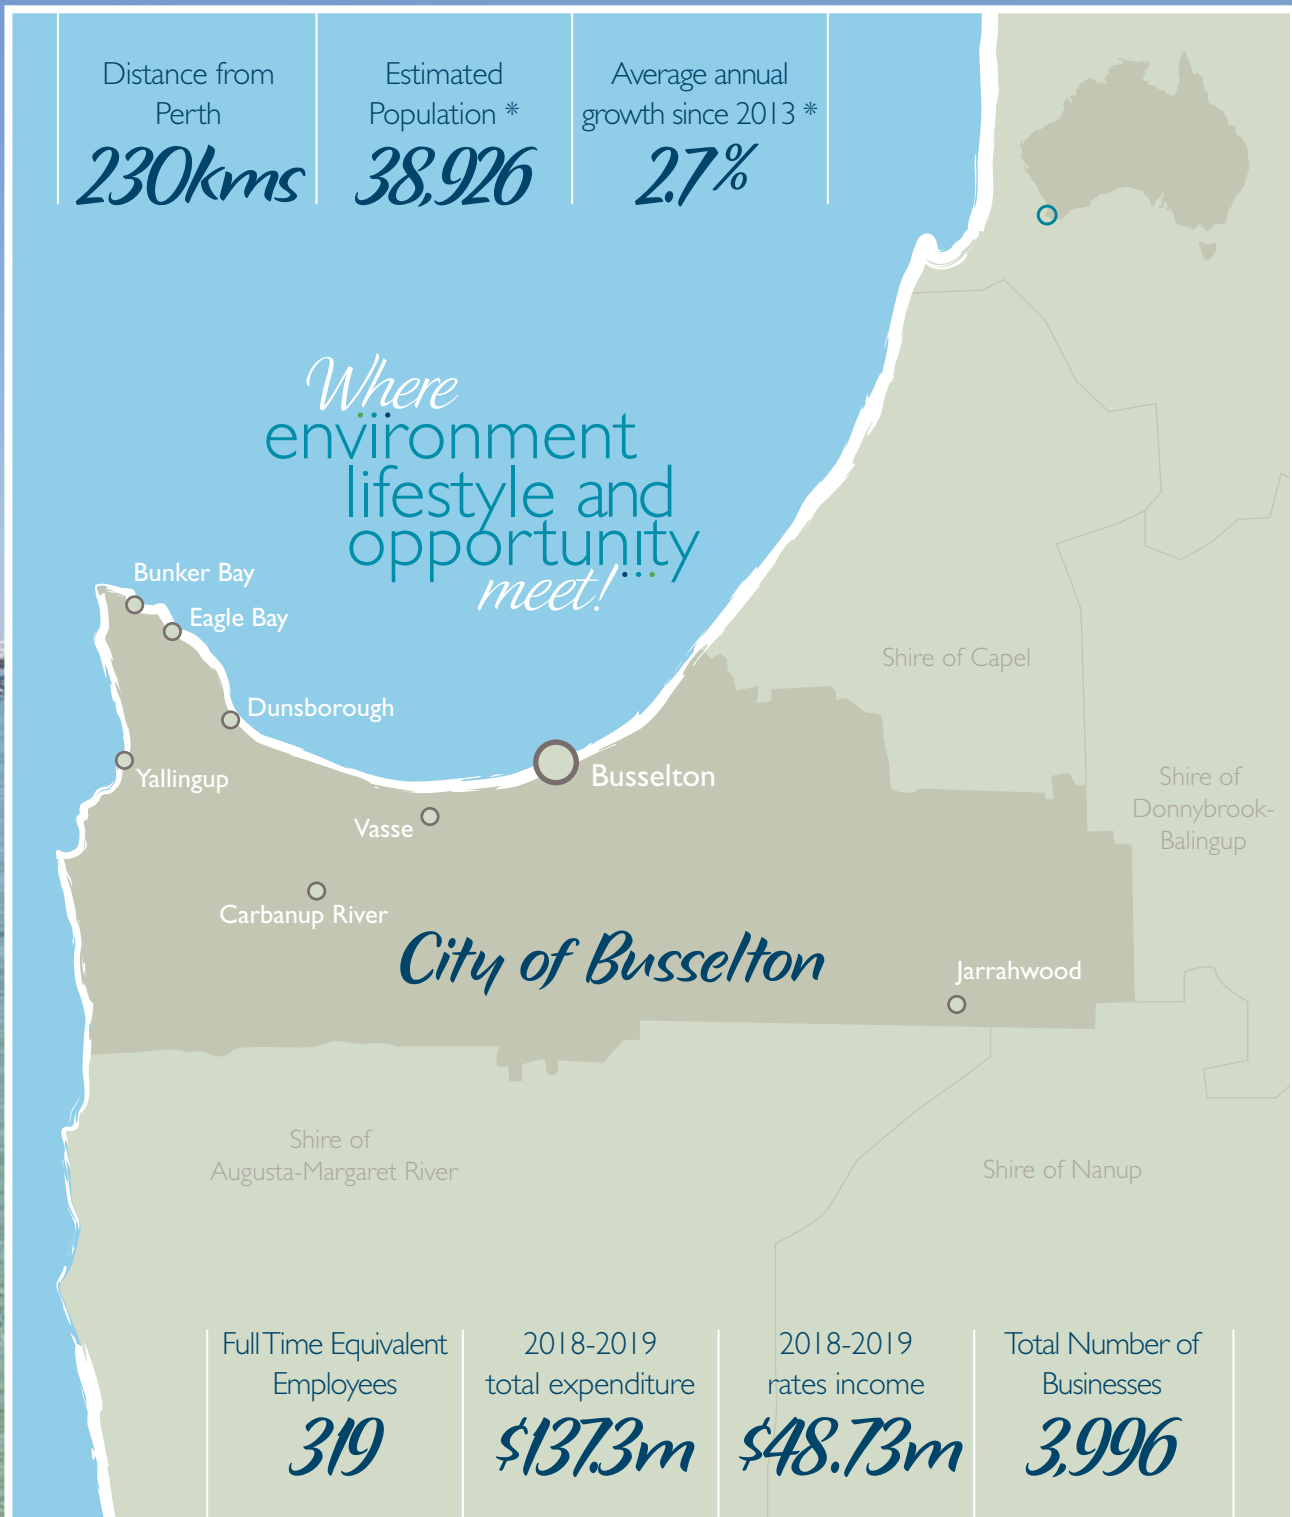 Distance from
Perth
230kms
Estimated
Population *
38,926
Average annual
growth since 2013 *
2.7%
Where
environment
lifestyle and
opportunity
meet!
Bunker Bay
Eagle Bay
Dunsborough
Yallingup
Busselton
Vasse
Carbanup River
City of Busselton
Jarrahwood
Shire of Capel
Shire of
Donnybrook-
Balingup
Shire of
Augusta-Margaret River
Shire of Nanup
Full Time Equivalent
Employees
319
2018-2019
total expenditure
$137.3m
2018-2019
rates income
$48.73m
Total Number of
Businesses
3,996